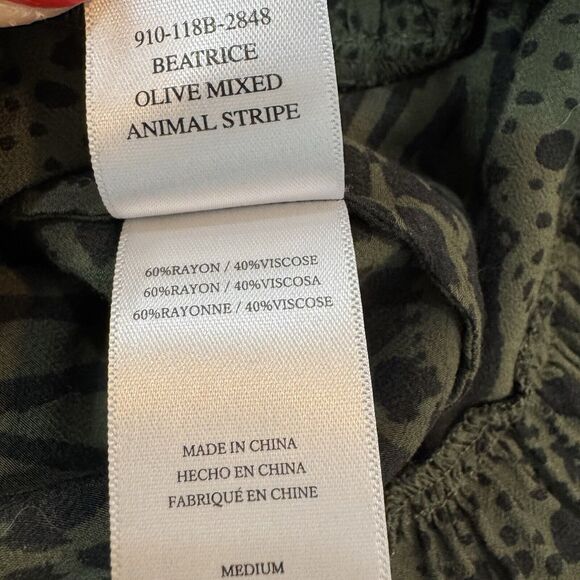 910-118B-2848
BEATRICE
OLIVE MIXED
ANIMAL STRIPE
60%RAYON / 40%VISCOSE
60%RAYON / 40%VISCOSA
60%RAYONNE / 40%VISCOSE
MADE IN CHINA
HECHO EN CHINA
FABRIQUÉ EN CHINE
MEDIUM